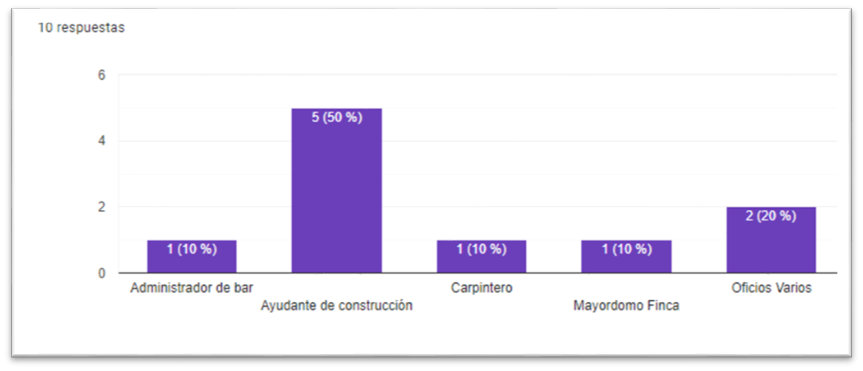 10 respuestas
6
4
2
0
1 (10 %)
5 (50 %)
1 (10 %)
1 (10 %)
2 (20 %)
Administrador de bar
Ayudante de construcción
Carpintero
Mayordomo Finca
Oficios Varios